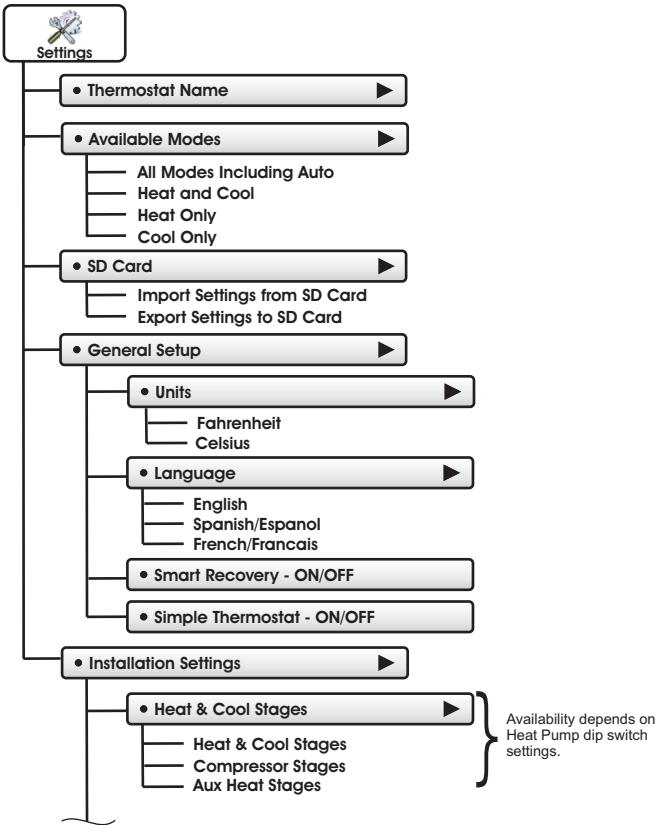 Settings
• Thermostat Name
• Available Modes
All Modes Including Auto
Heat and Cool
Heat Only
Cool Only
• SD Card
Import Settings from SD Card
Export Settings to SD Card
• General Setup
• Units
Fahrenheit
Celsius
• Language
English
Spanish/Espanol
French/Francais
• Smart Recovery - ON/OFF
• Simple Thermostat - ON/OFF
• Installation Settings
• Heat & Cool Stages
Heat & Cool Stages
Compressor Stages
Aux Heat Stages
Availability depends on
Heat Pump dip switch
settings.